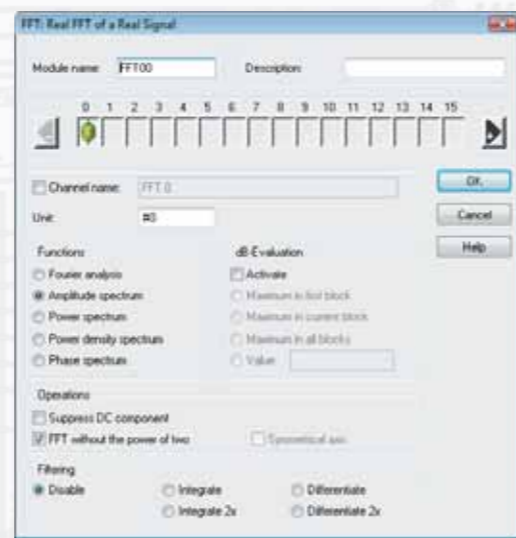 FFT: Real FFT of a Real Signal
Module name: FFT00 Description:
0 1 2 3 4 5 6 7 8 9 10 11 12 13 14 15
Channel name: FFT 0
OK
Unit: #0
Cancel
Help
Functions
Fourier analysis
Amplitude spectrum
Power spectrum
Power density spectrum
Phase spectrum
dB-Evaluation
Activate
Maximum in first block
Maximum in current block
Maximum in all blocks
Value
Operations
Suppress DC component
FFT without the power of two Symmetrical axis
Filtering
Disable Integrate Differentiate
Integrate 2x Differentiate 2x